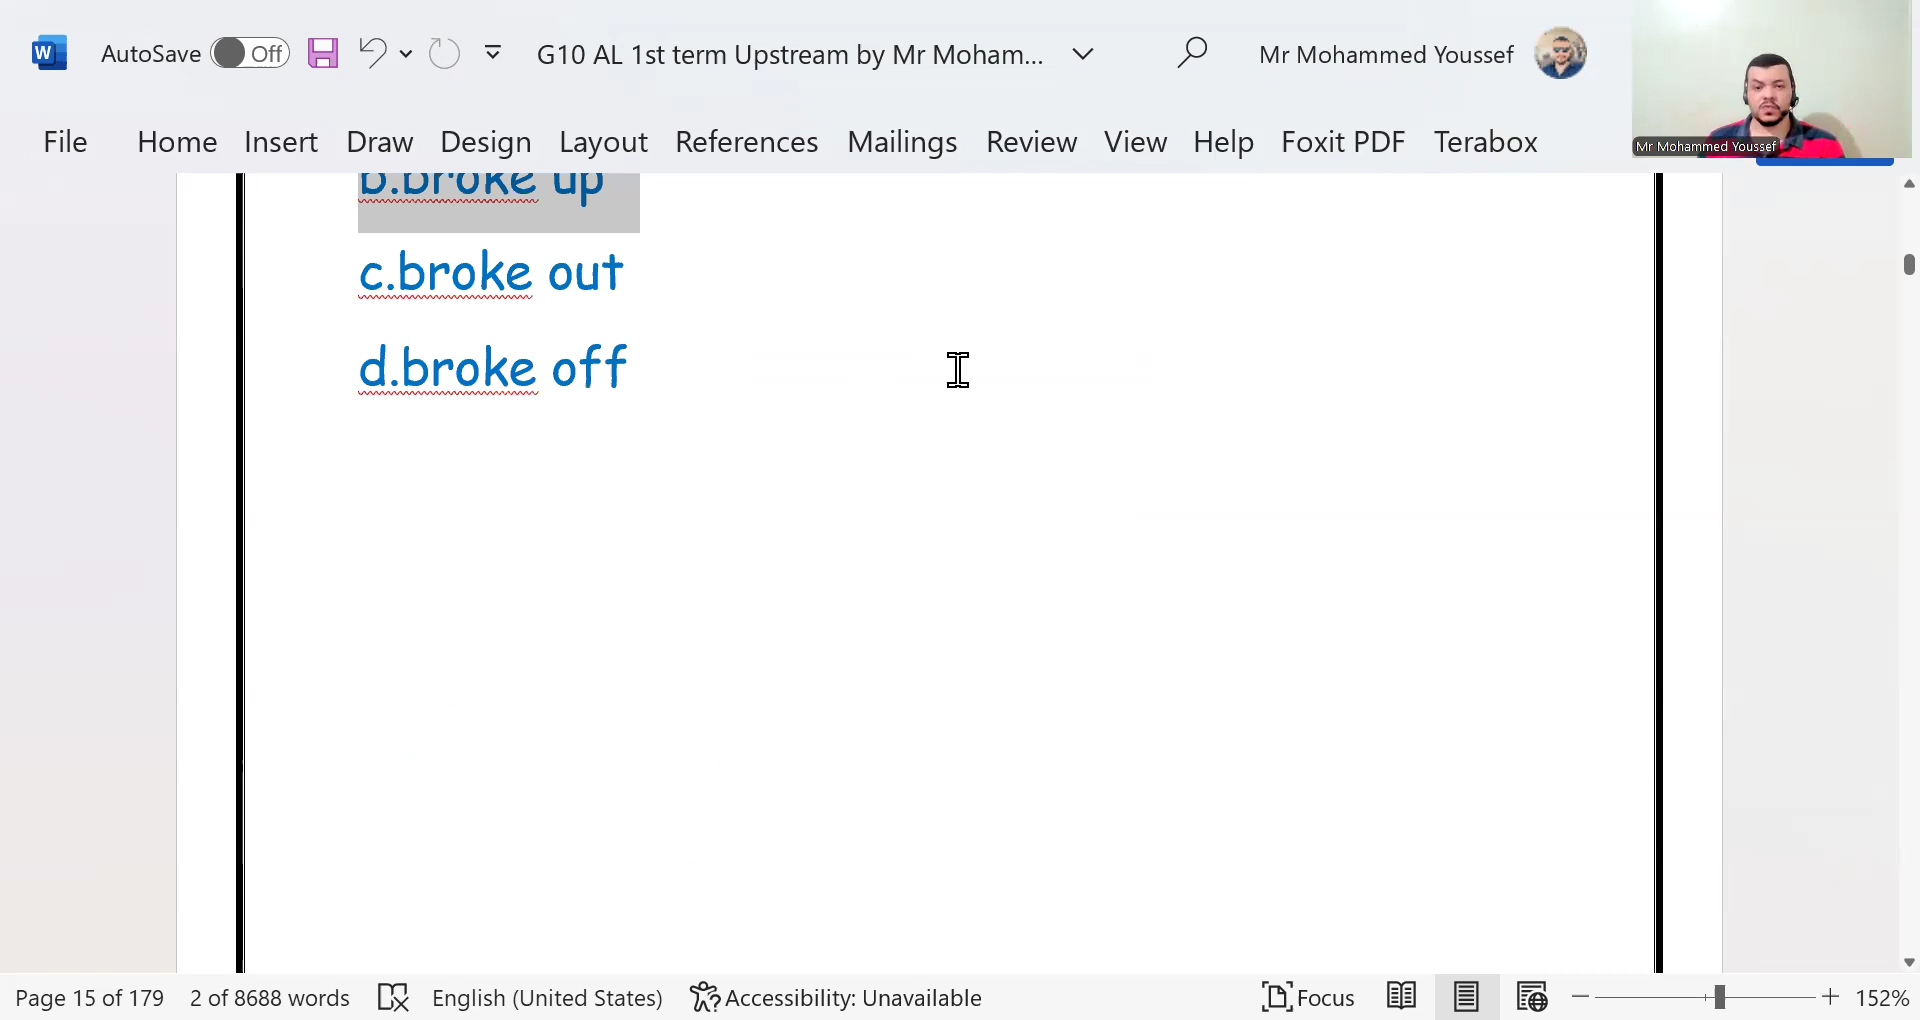 W AutoSave Off G10 AL 1st term Upstream by Mr Moham... Mr Mohammed Youssef
Mr Mohammed Youssef
File Home Insert Draw Design Layout References Mailings Review View Help Foxit PDF Terabox
b.broke up
c.broke out
d.broke off
Page 15 of 179 2 of 8688 words English (United States) Accessibility: Unavailable Focus 152%